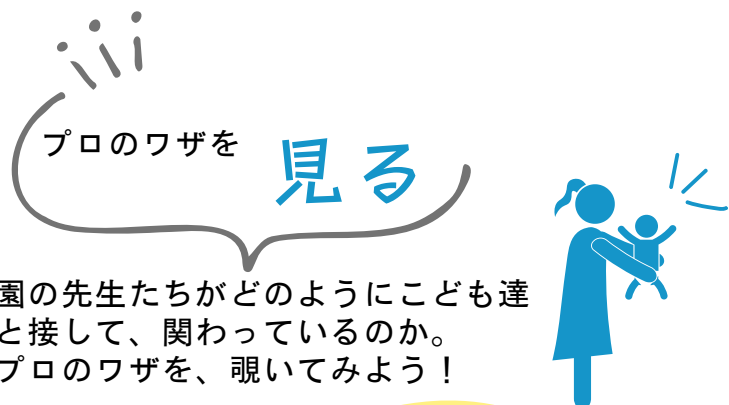 プロのワザを 見る
園の先生たちがどのようにこども達
と接して、関わっているのか。
プロのワザを、覗いてみよう！